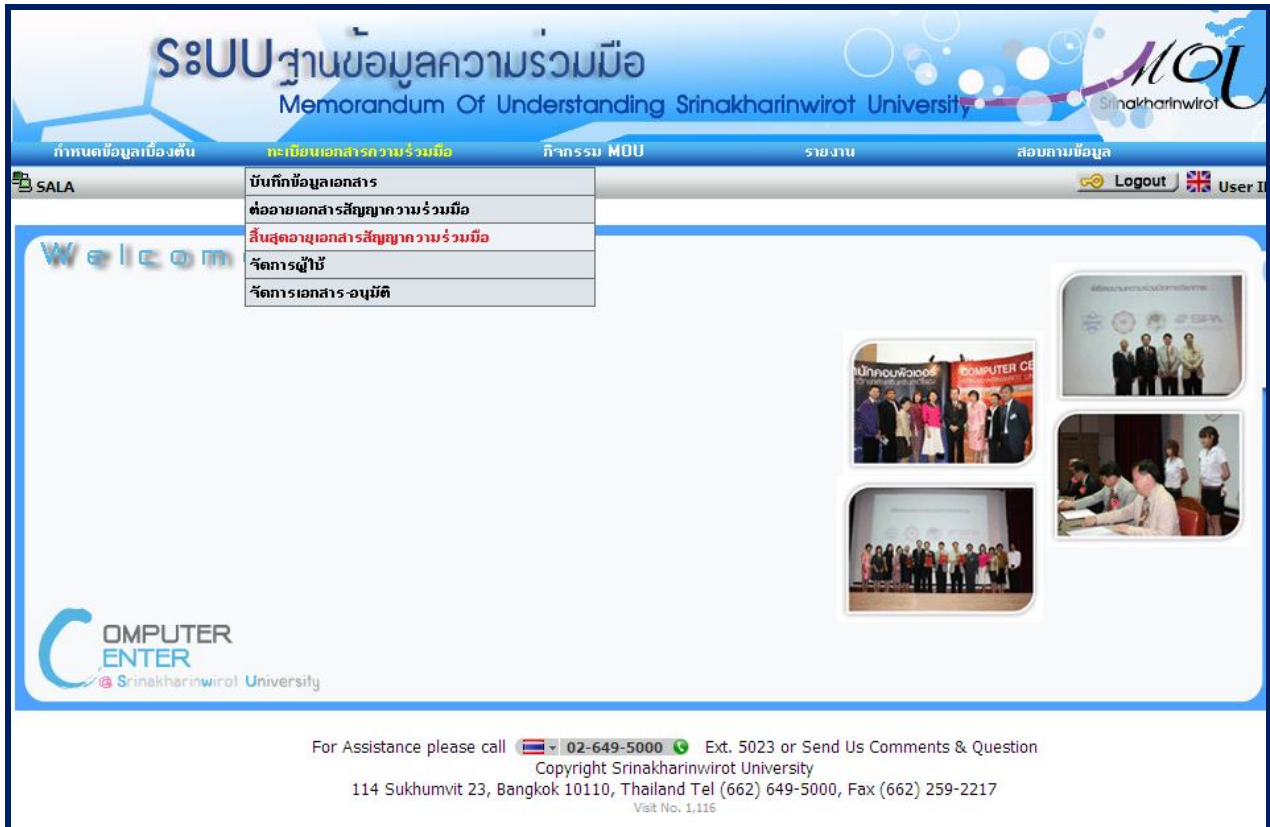 ระบบฐานข้อมูลความร่วมมือ
Memorandum Of Understanding Srinakharinwirot University
MOU
Srinakharinwirot
กำหนดข้อมูลเบื้องต้น ทะเบียนเอกสารความร่วมมือ กิจกรรม MOU รายงาน สอบถามข้อมูล
SALA
Logout User
บันทึกข้อมูลเอกสาร
ต่ออายุเอกสารสัญญาความร่วมมือ
สิ้นสุดอายุเอกสารสัญญาความร่วมมือ
จัดการผู้ใช้
จัดการเอกสาร-อนุมัติ
Welcom
SIPA
COMPUTER CE
COMPUTER
CENTER
@ Srinakharinwirot University
For Assistance please call 02-649-5000 Ext. 5023 or Send Us Comments & Question
Copyright Srinakharinwirot University
114 Sukhumvit 23, Bangkok 10110, Thailand Tel (662) 649-5000, Fax (662) 259-2217
Visit No. 1,116